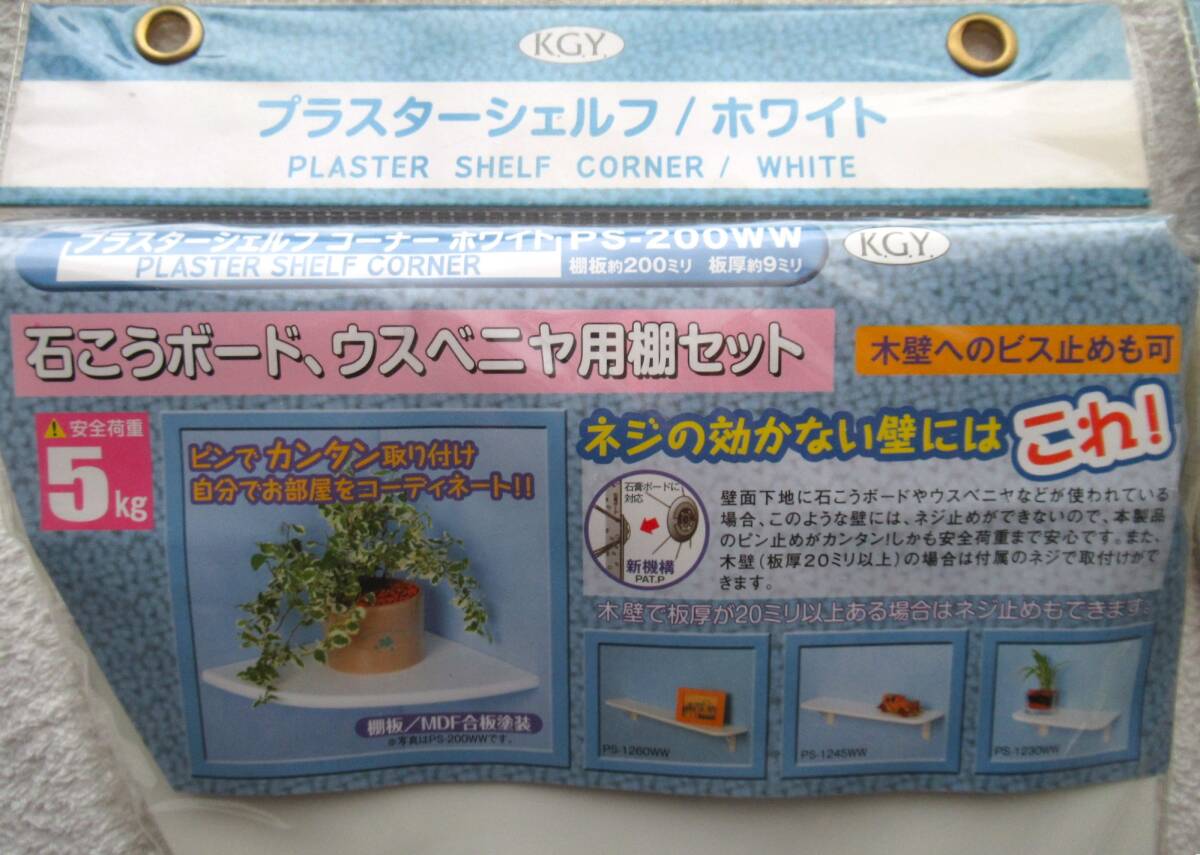 K.G.Y.
プラスターシェルフ / ホワイト
PLASTER SHELF CORNER / WHITE
プラスターシェルフ コーナー ホワイト
PLASTER SHELF CORNER
PS-200WW
棚板約200ミリ 板厚約9ミリ
K.G.Y.
石こうボード、ウスベニヤ用棚セット
木壁へのビス止めも可
安全荷重
5kg
ピンでカンタン取り付け
自分でお部屋をコーディネート!!
棚板/MDF合板塗装
※写真はPS-200WWです。
ネジの効かない壁には これ!
石膏ボードに
対応
新機構
PAT.P
壁面下地に石こうボードやウスベニヤなどが使われている
場合、このような壁には、ネジ止めができないので、本製品
のピン止めがカンタン!しかも安全荷重まで安心です。また、
木壁(板厚20ミリ以上)の場合は付属のネジで取付けがで
きます。
木壁で板厚が20ミリ以上ある場合はネジ止めもできます。
PS-1260WW
PS-1245WW
PS-1230WW